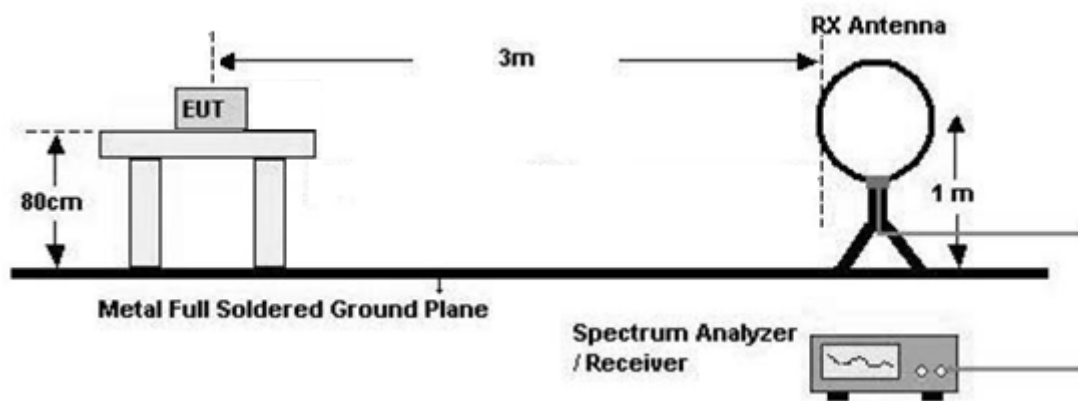 RX Antenna
3m
EUT
80cm
1 m
Metal Full Soldered Ground Plane
Spectrum Analyzer
/ Receiver